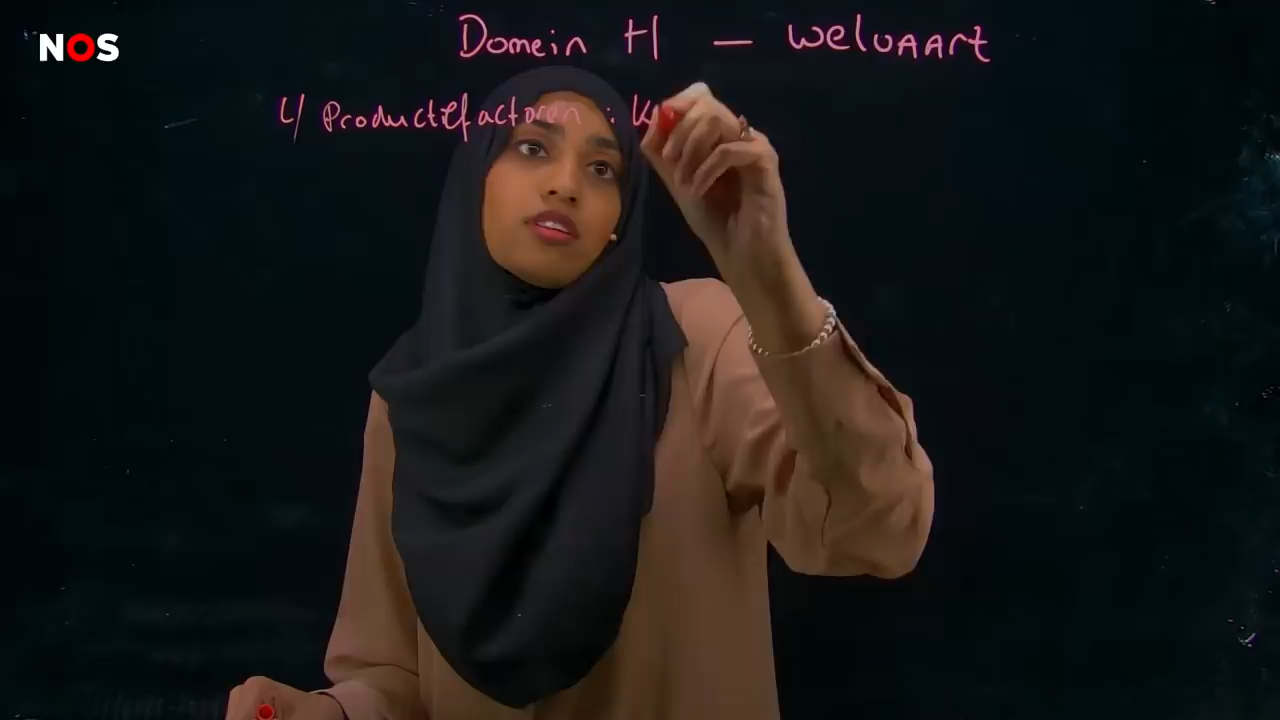 NOS
Domein H — welvaart
4 Productiefactoren : K